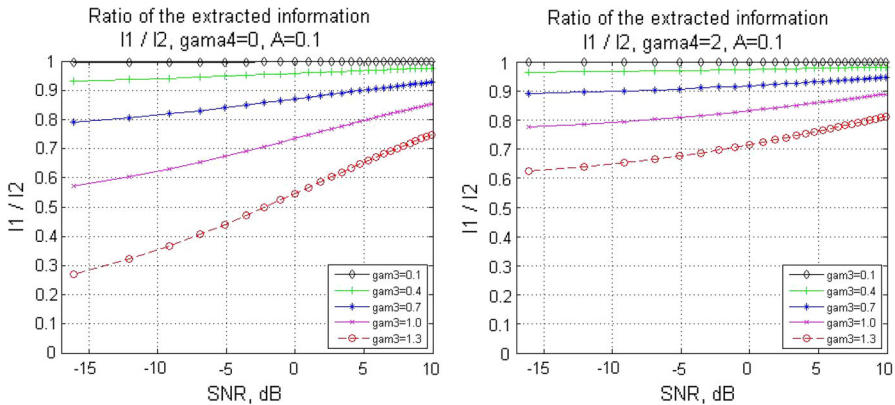 Ratio of the extracted information
I1 / I2, gama4=0, A=0.1
1
0.9
0.8
0.7
0.6
0.5
0.4
0.3
0.2
0.1
0
I1 / I2
-15 -10 -5 0 5 10
SNR, dB
gam3=0.1
gam3=0.4
gam3=0.7
gam3=1.0
gam3=1.3
Ratio of the extracted information
I1 / I2, gama4=2, A=0.1
1
0.9
0.8
0.7
0.6
0.5
0.4
0.3
0.2
0.1
0
I1 / I2
-15 -10 -5 0 5 10
SNR, dB
gam3=0.1
gam3=0.4
gam3=0.7
gam3=1.0
gam3=1.3